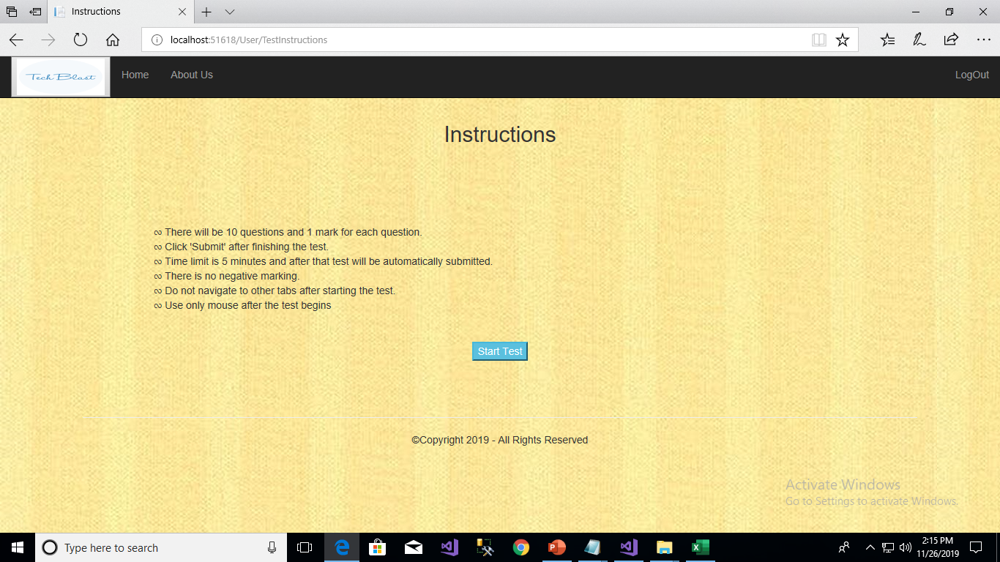 Instructions
localhost:51618/User/TestInstructions
Tech Blast Home About Us LogOut
Instructions
∾ There will be 10 questions and 1 mark for each question.
∾ Click 'Submit' after finishing the test.
∾ Time limit is 5 minutes and after that test will be automatically submitted.
∾ There is no negative marking.
∾ Do not navigate to other tabs after starting the test.
∾ Use only mouse after the test begins
Start Test
©Copyright 2019 - All Rights Reserved
Activate Windows
Go to Settings to activate Windows.
Type here to search
2:15 PM
11/26/2019